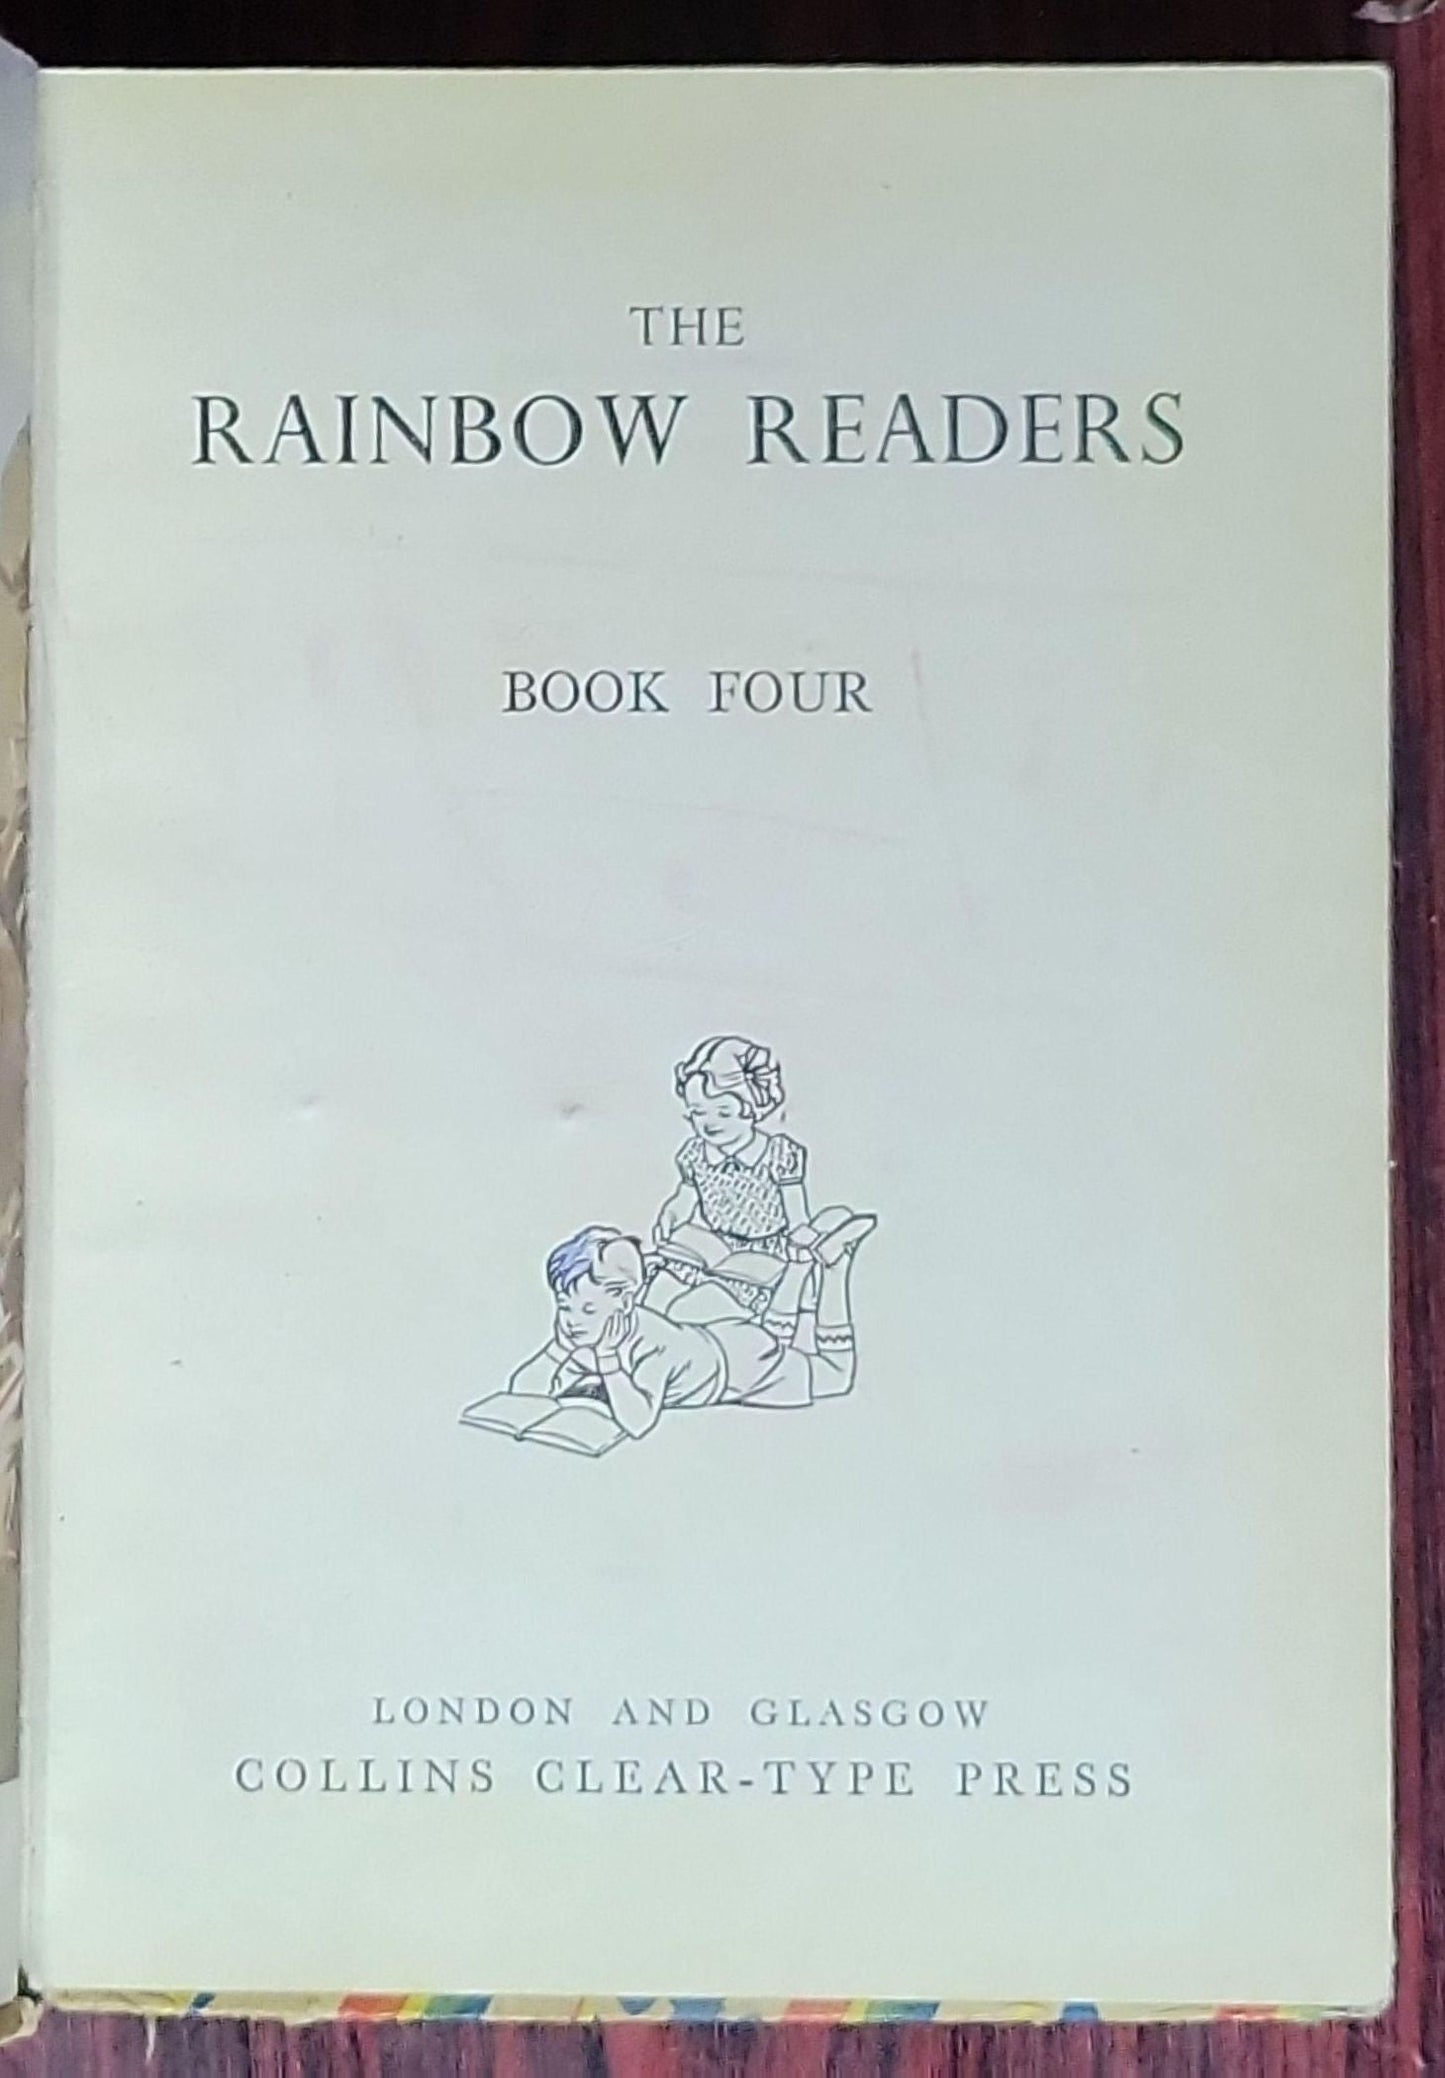 THE
RAINBOW READERS
BOOK FOUR
LONDON AND GLASGOW
COLLINS CLEAR-TYPE PRESS